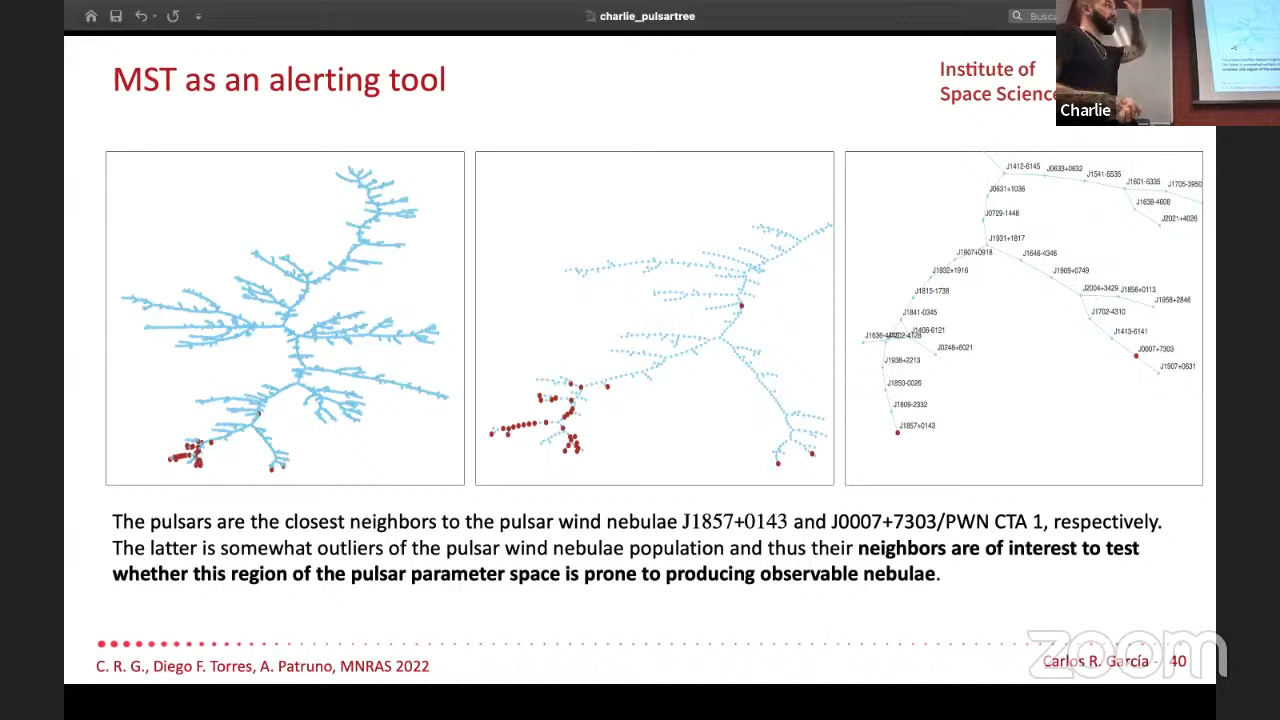 charlie_pulsartree
Busca
Charlie
MST as an alerting tool
Institute of
Space Science
J1412-6145
J0633+0632
J1541-5535
J1601-5335
J1705-3950
J0631+1036
J1638-4608
J2021+4026
J0729-1448
J1931+1817
J1907+0918
J1646-4346
J1932+1916
J1909+0749
J1815-1738
J2004+3429
J1856+0113
J1958+2846
J1841-0345
J1702-4310
J1406-6121
J1413-6141
J0248+6021
J0007+7303
J1938+2213
J1907+0631
J1850-0026
J1809-2332
J1857+0143
The pulsars are the closest neighbors to the pulsar wind nebulae J1857+0143 and J0007+7303/PWN CTA 1, respectively.
The latter is somewhat outliers of the pulsar wind nebulae population and thus their neighbors are of interest to test
whether this region of the pulsar parameter space is prone to producing observable nebulae.
C. R. G., Diego F. Torres, A. Patruno, MNRAS 2022
Carlos R. García - 40
zoom